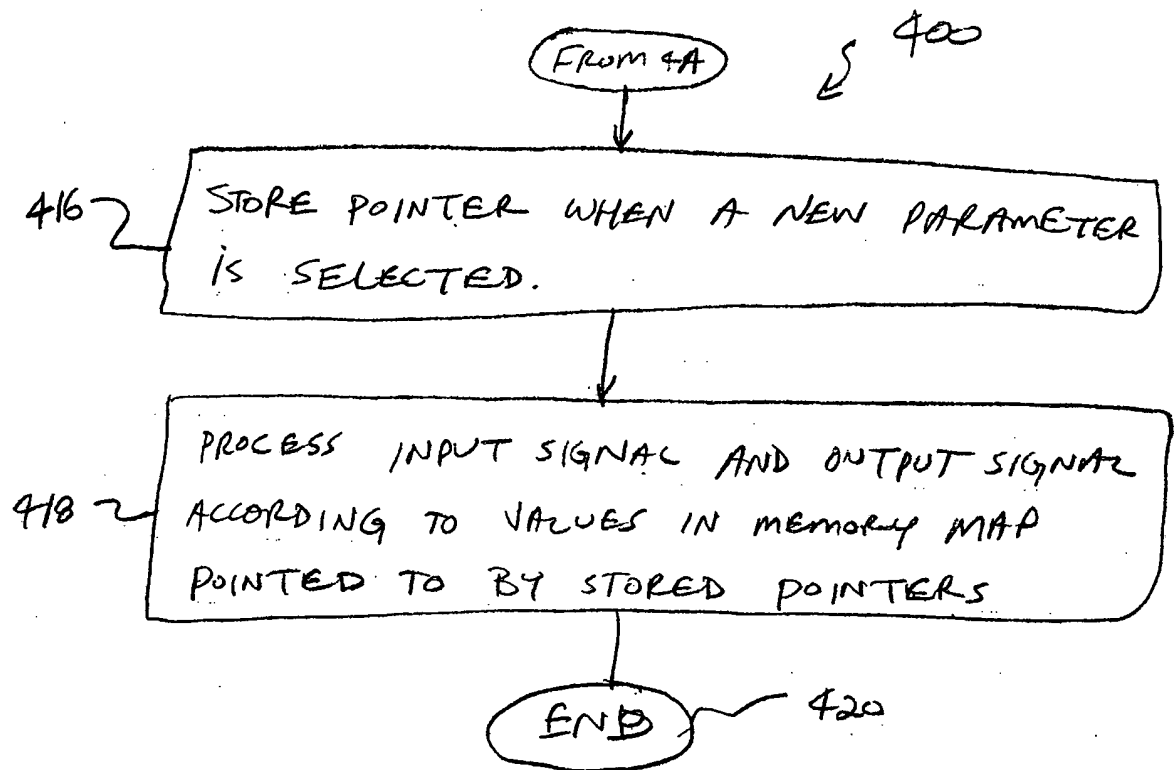 400
FROM 4A
416
STORE POINTER WHEN A NEW PARAMETER
IS SELECTED.
418
PROCESS INPUT SIGNAL AND OUTPUT SIGNAL
ACCORDING TO VALUES IN MEMORY MAP
POINTED TO BY STORED POINTERS
END
420